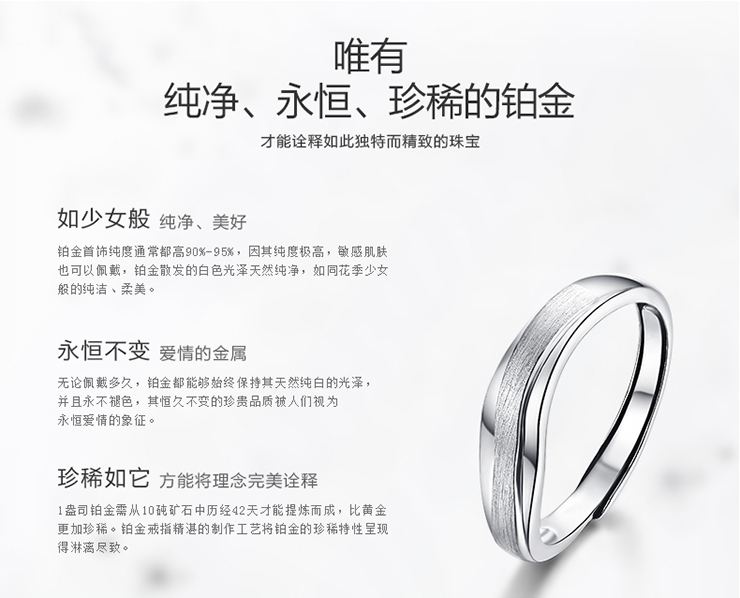 唯有
纯净、永恒、珍稀的铂金
才能诠释如此独特而精致的珠宝
如少女般 纯净、美好
铂金首饰纯度通常都高90%-95%，因其纯度极高，敏感肌肤
也可以佩戴，铂金散发的白色光泽天然纯净，如同花季少女
般的纯洁、柔美。
永恒不变 爱情的金属
无论佩戴多久，铂金都能够始终保持其天然纯白的光泽，
并且永不褪色，其恒久不变的珍贵品质被人们视为
永恒爱情的象征。
珍稀如它 方能将理念完美诠释
1盎司铂金需从10吨矿石中历经42天才能提炼而成，比黄金
更加珍稀。铂金戒指精湛的制作工艺将铂金的珍稀特性呈现
得淋漓尽致。